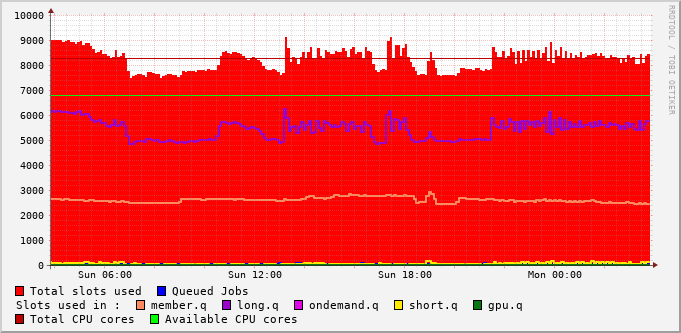 10000
9000
8000
7000
6000
5000
4000
3000
2000
1000
0
Sun 06:00 Sun 12:00 Sun 18:00 Mon 00:00
RRDTOOL / TOBI OETIKER
Total slots used Queued Jobs
Slots used in : member.q long.q ondemand.q short.q gpu.q
Total CPU cores Available CPU cores